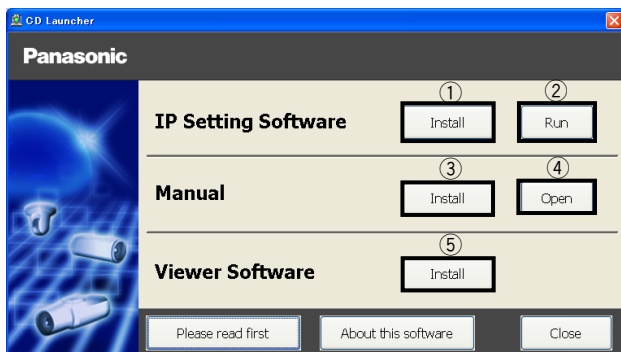 CD Launcher
Panasonic
① ②
IP Setting Software Install Run
③ ④
Manual Install Open
⑤
Viewer Software Install
Please read first About this software Close